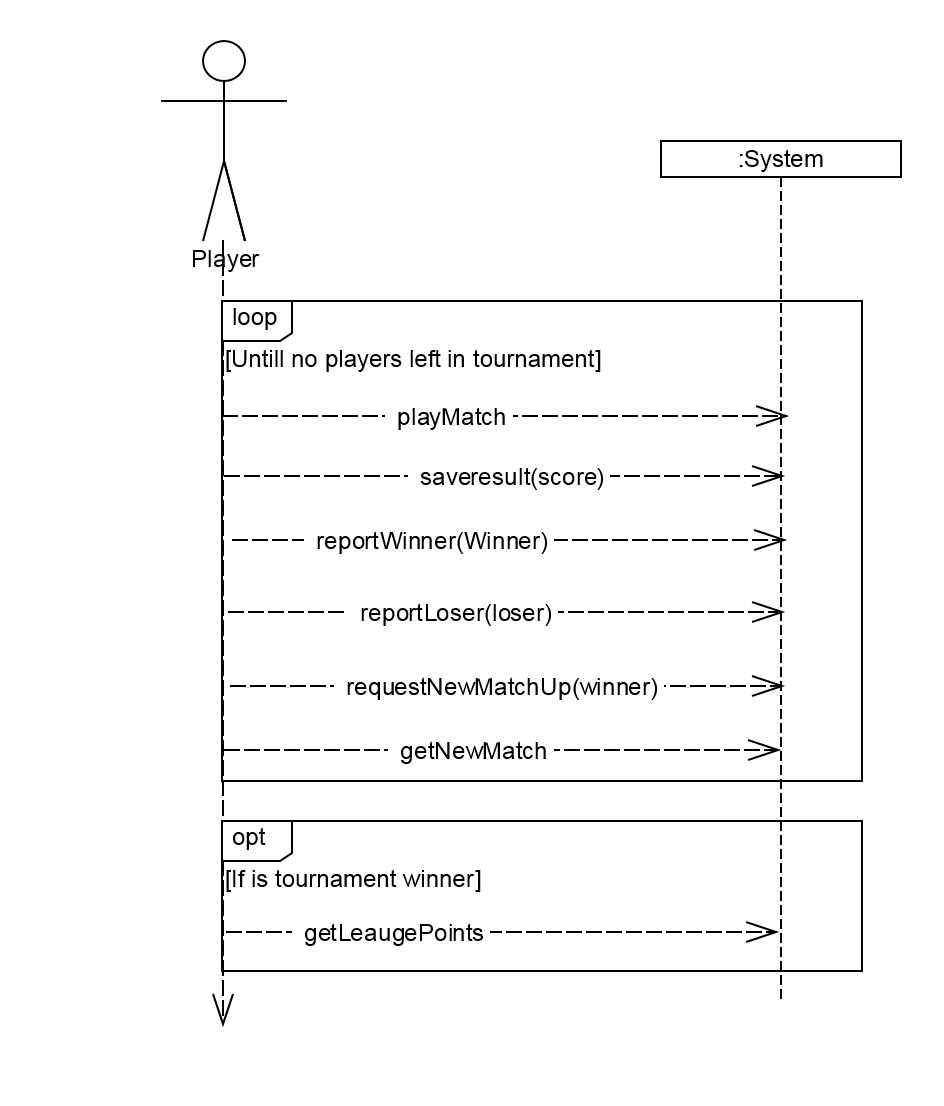 :System
Player
loop
[Untill no players left in tournament]
playMatch
saveresult(score)
reportWinner(Winner)
reportLoser(loser)
requestNewMatchUp(winner)
getNewMatch
opt
[If is tournament winner]
getLeaugePoints